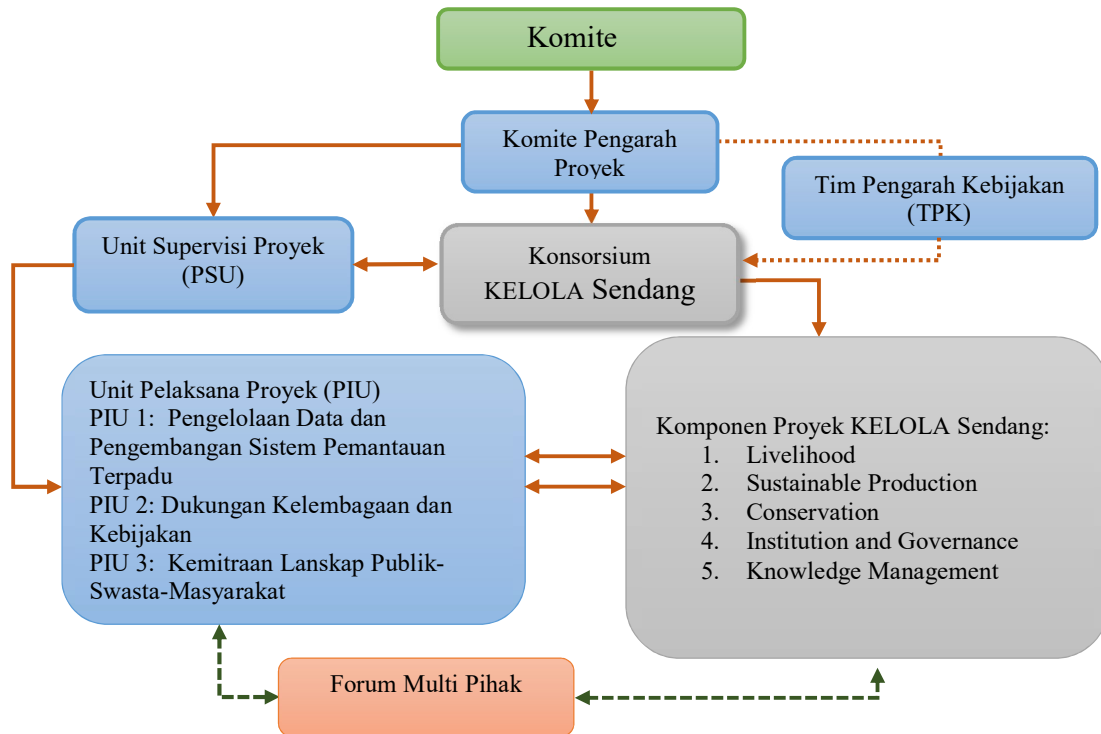 Komite
Komite Pengarah
Proyek
Tim Pengarah Kebijakan
(TPK)
Unit Supervisi Proyek
(PSU)
Konsorsium
KELOLA Sendang
Unit Pelaksana Proyek (PIU)
PIU 1:  Pengelolaan Data dan
Pengembangan Sistem Pemantauan
Terpadu
PIU 2: Dukungan Kelembagaan dan
Kebijakan
PIU 3:  Kemitraan Lanskap Publik-
Swasta-Masyarakat
Komponen Proyek KELOLA Sendang:
1. Livelihood
2. Sustainable Production
3. Conservation
4. Institution and Governance
5. Knowledge Management
Forum Multi Pihak